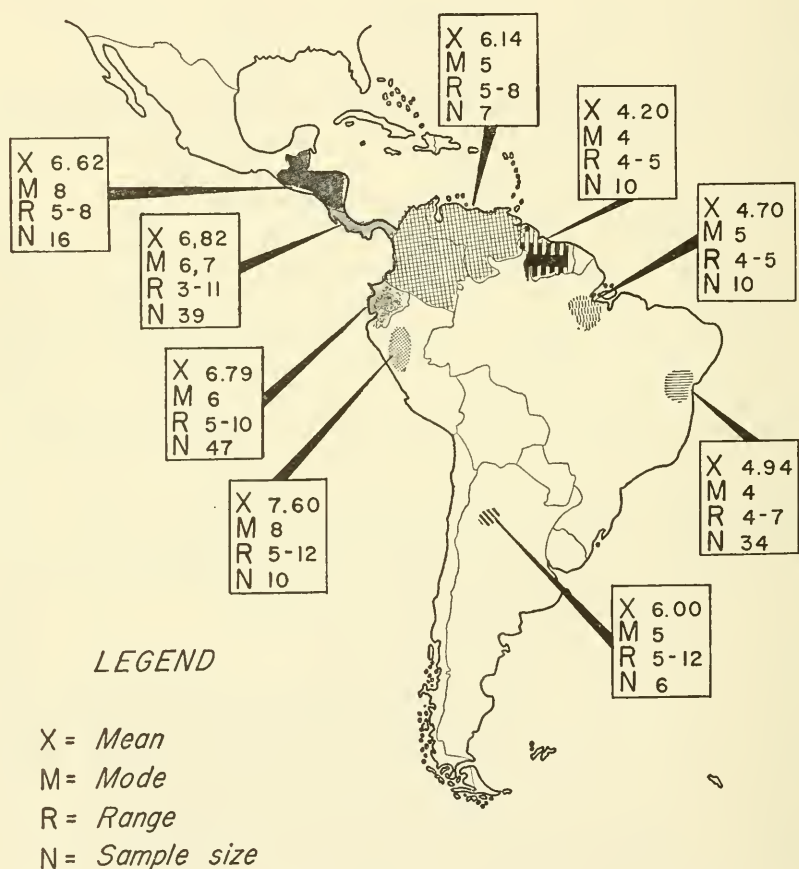 X 6.14
M 5
R 5-8
N 7
X 4.20
M 4
R 4-5
N 10
X 6.62
M 8
R 5-8
N 16
X 4.70
M 5
R 4-5
N 10
X 6,82
M 6,7
R 3-11
N 39
X 6.79
M 6
R 5-10
N 47
X 4.94
M 4
R 4-7
N 34
X 7.60
M 8
R 5-12
N 10
X 6.00
M 5
R 5-12
N 6
LEGEND
X = Mean
M = Mode
R = Range
N = Sample size